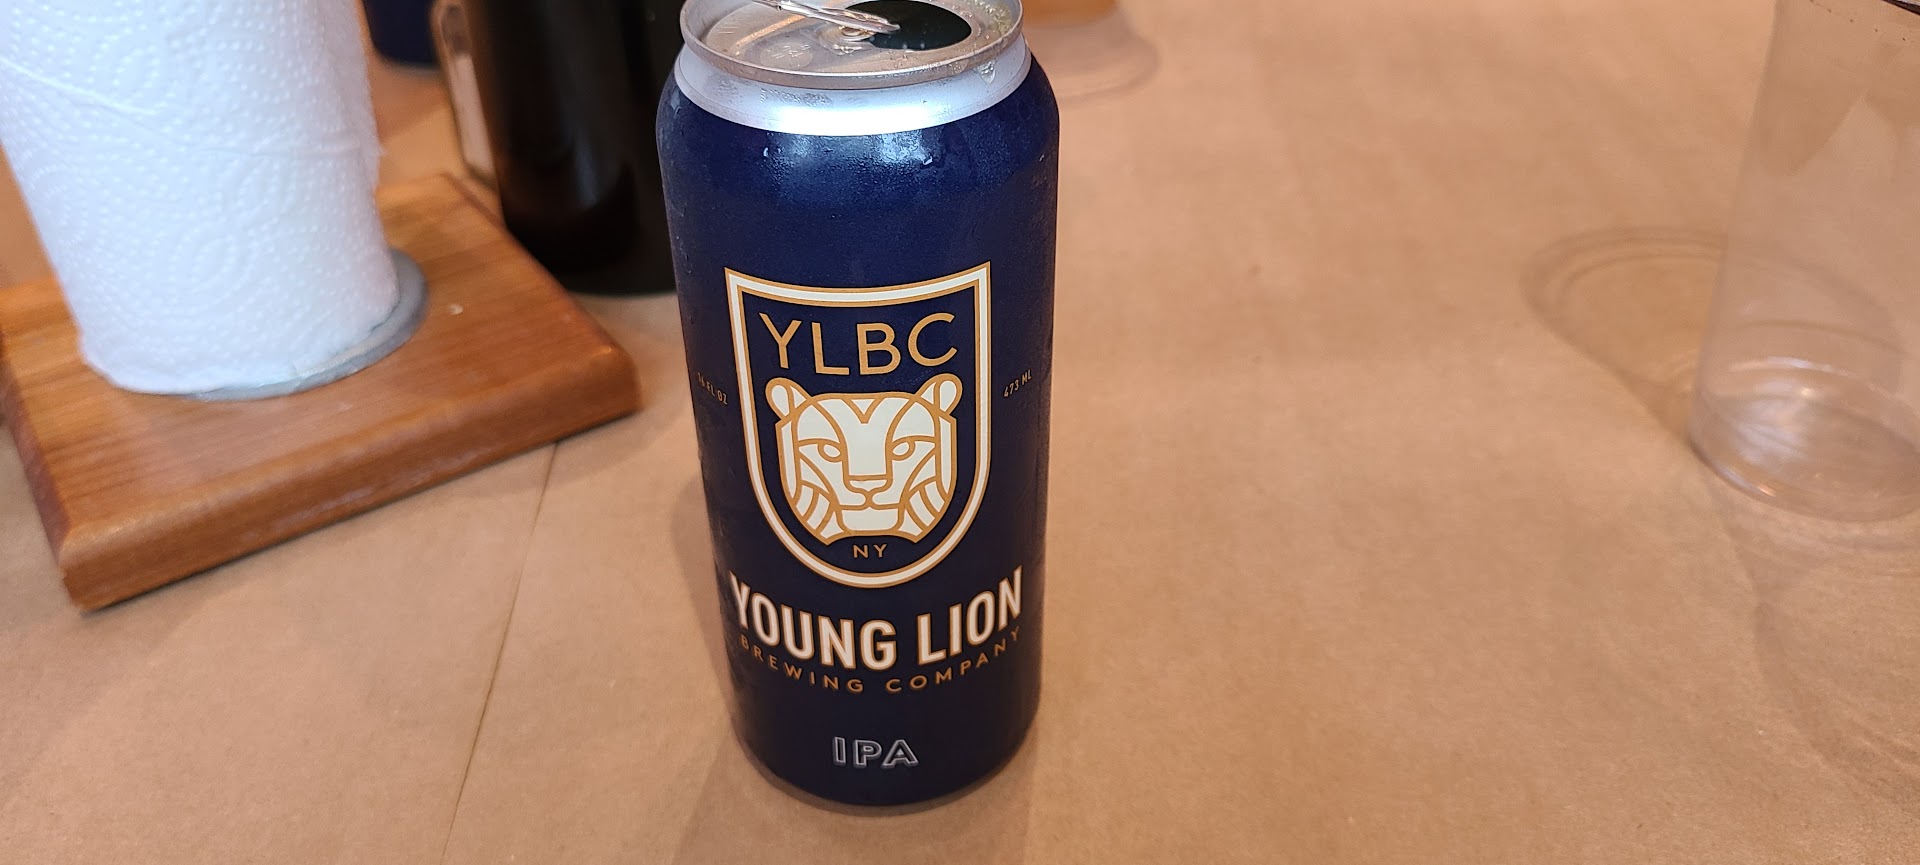 YLBC
16 FL OZ
473 ML
NY
YOUNG LION
BREWING COMPANY
IPA